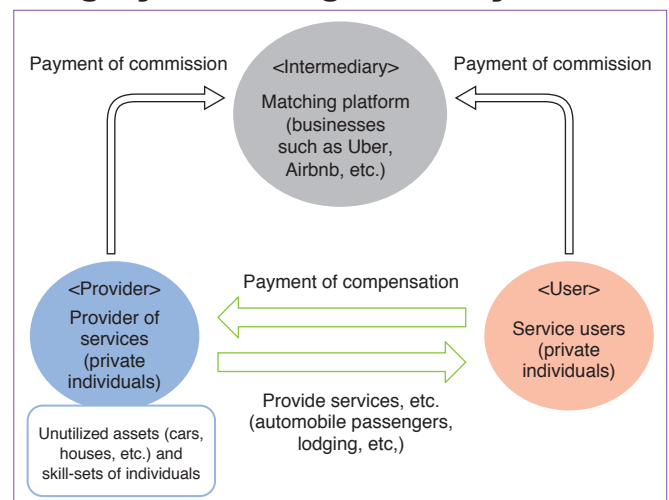 Payment of commission
<Intermediary>
Matching platform
(businesses
such as Uber,
Airbnb, etc.)
Payment of commission
<Provider>
Provider of
services
(private
individuals)
Payment of compensation
<User>
Service users
(private
individuals)
Provide services, etc.
(automobile passengers,
lodging, etc,)
Unutilized assets (cars,
houses, etc.) and
skill-sets of individuals